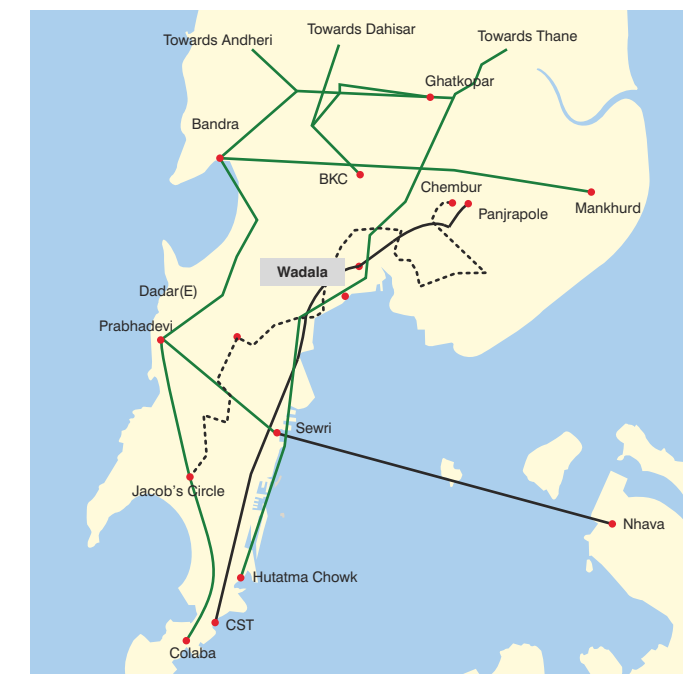 Towards Dahisar
Towards Andheri
Towards Thane
Ghatkopar
Bandra
BKC
Chembur
Panjrapole
Mankhurd
Wadala
Dadar(E)
Prabhadevi
Sewri
Jacob's Circle
Nhava
Hutatma Chowk
CST
Colaba